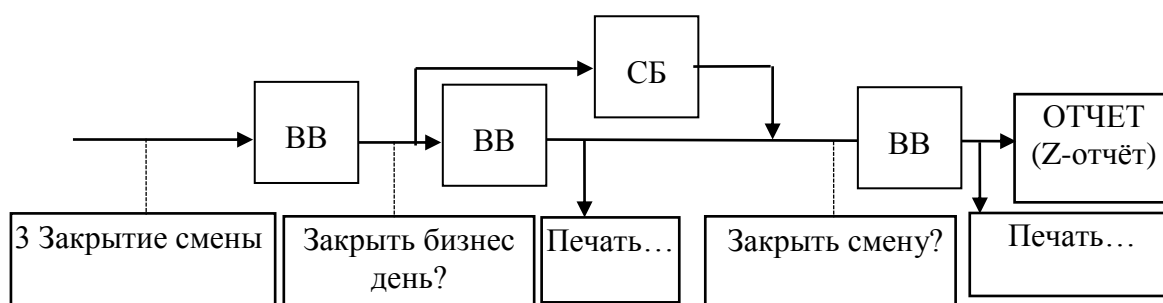 СБ
ВВ
ВВ
ВВ
ОТЧЕТ
(Z-отчёт)
3 Закрытие смены
Закрыть бизнес
день?
Печать…
Закрыть смену?
Печать…